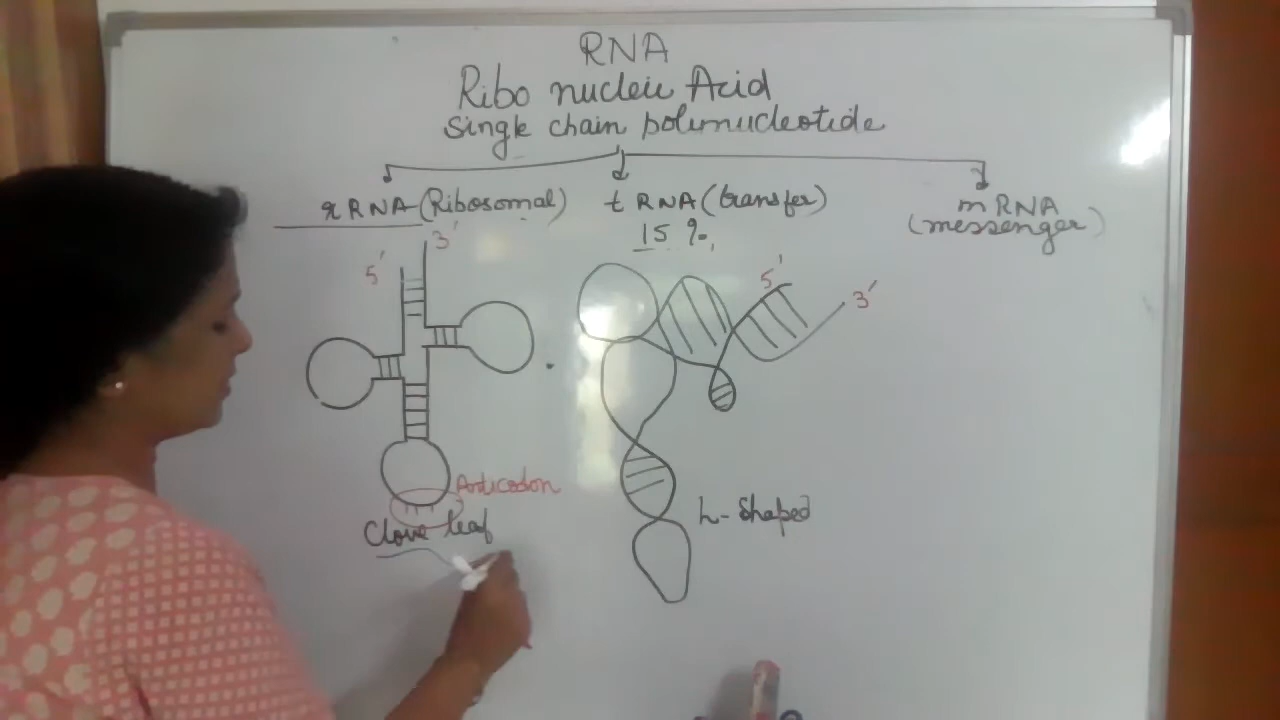 RNA
Ribo nucleic Acid
single chain polynucleotide
rRNA (Ribosomal)
t RNA (transfer)
15 %
mRNA
(messenger)
5'
3'
5'
3'
Anticodon
Clove leaf
L-shaped